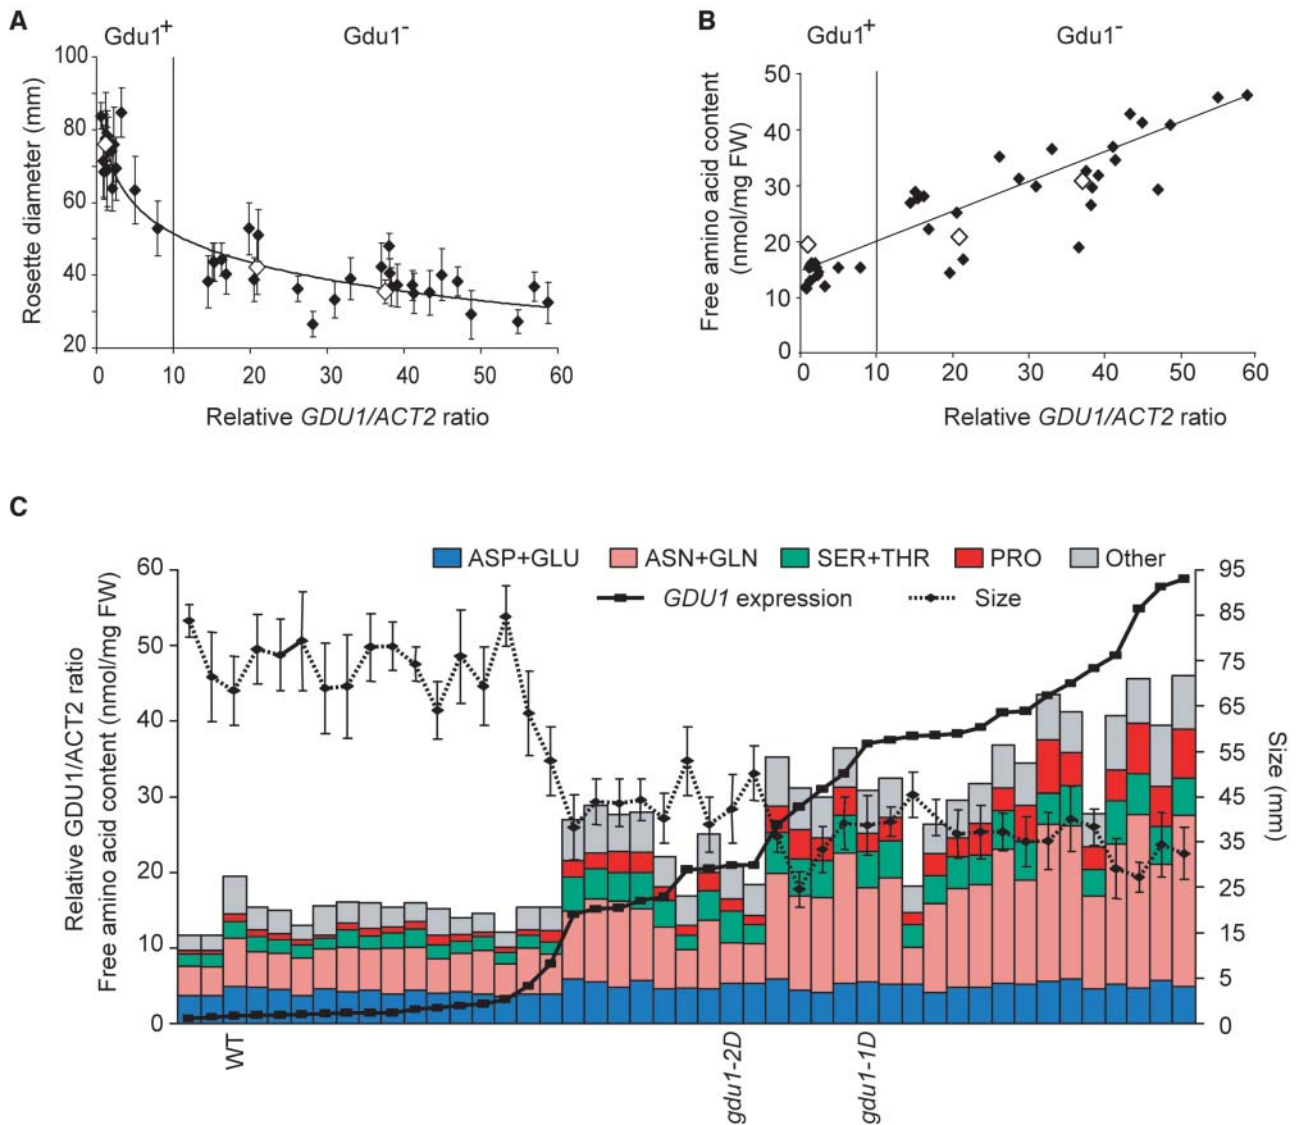 A
Gdu1+
Gdu1-
Rosette diameter (mm)
100
80
60
40
20
0 10 20 30 40 50 60
Relative GDU1/ACT2 ratio
B
Gdu1+
Gdu1-
Free amino acid content
(nmol/mg FW)
50
40
30
20
10
0
0 10 20 30 40 50 60
Relative GDU1/ACT2 ratio
C
ASP+GLU ASN+GLN SER+THR PRO Other
GDU1 expression Size
Relative GDU1/ACT2 ratio
Free amino acid content (nmol/mg FW)
60
50
40
30
20
10
0
95
85
75
65
55
45
35
25
15
5
0
Size (mm)
WT
gdu1-2D
gdu1-1D